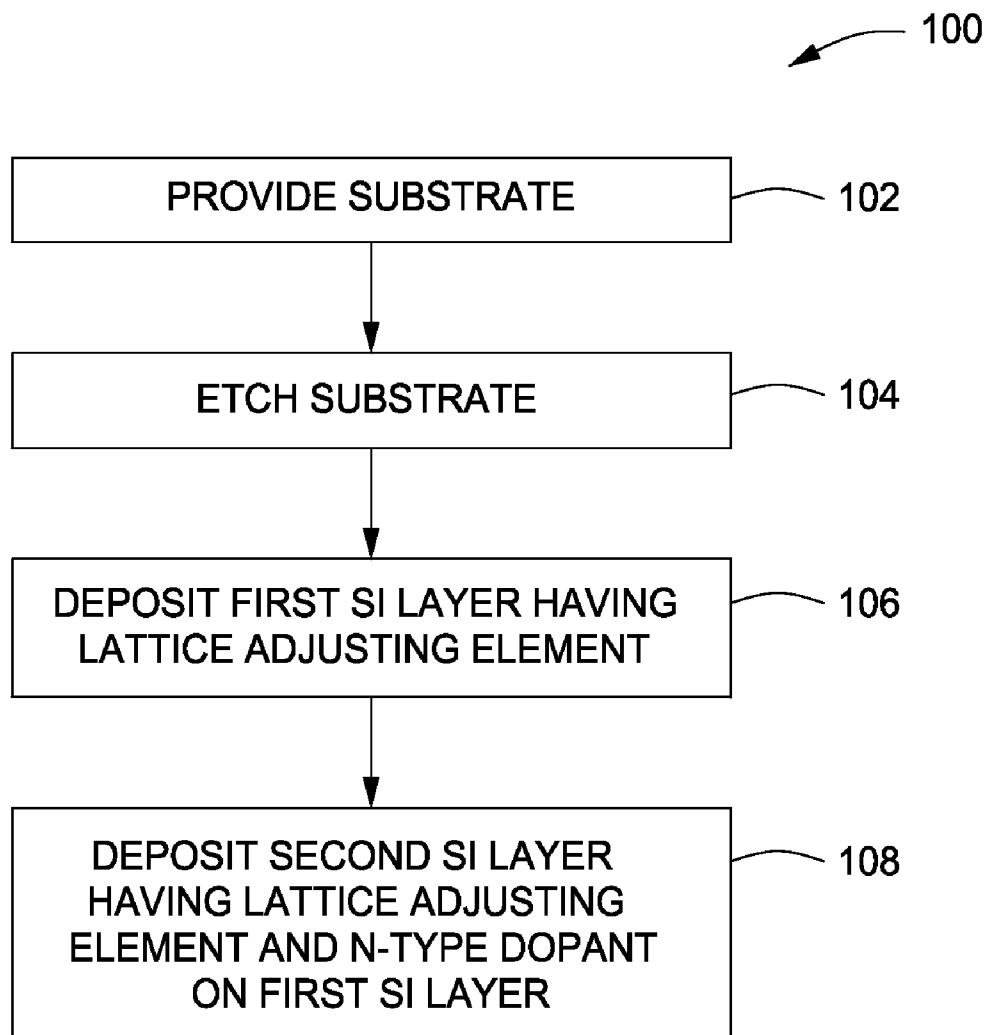 100
PROVIDE SUBSTRATE
102
ETCH SUBSTRATE
104
DEPOSIT FIRST SI LAYER HAVING
LATTICE ADJUSTING ELEMENT
106
DEPOSIT SECOND SI LAYER
HAVING LATTICE ADJUSTING
ELEMENT AND N-TYPE DOPANT
ON FIRST SI LAYER
108